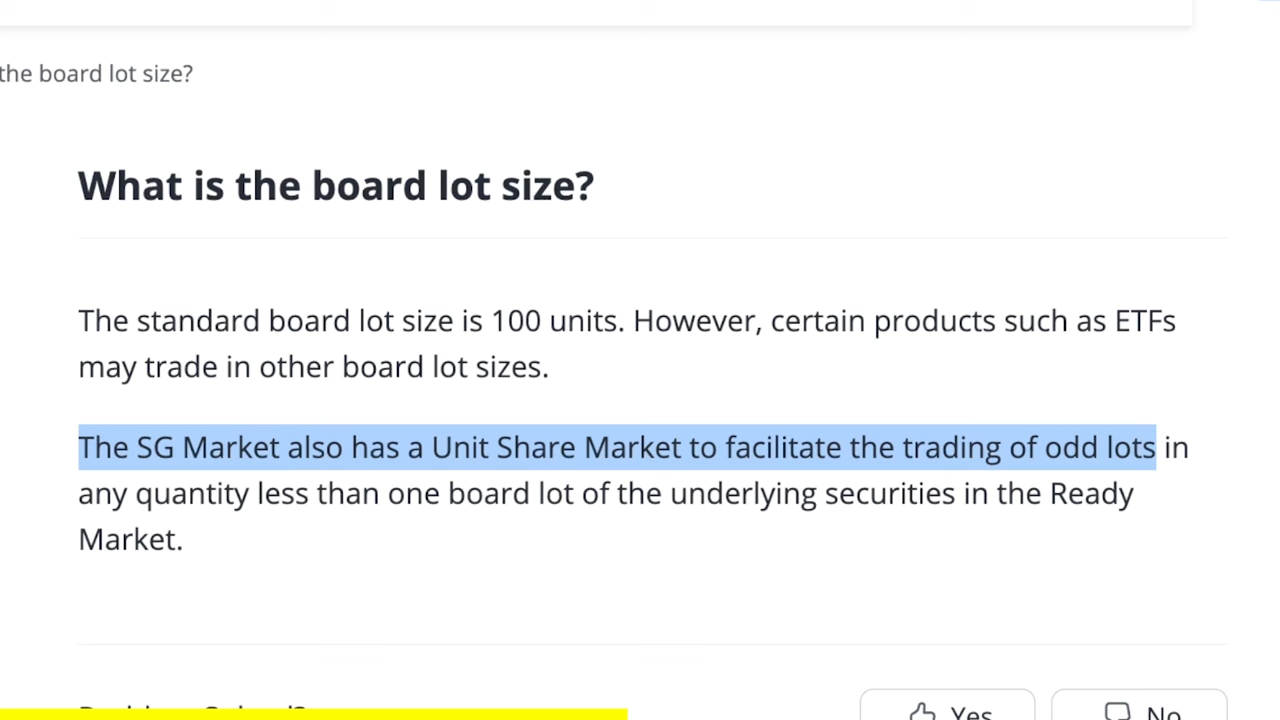 the board lot size?
What is the board lot size?
The standard board lot size is 100 units. However, certain products such as ETFs
may trade in other board lot sizes.
The SG Market also has a Unit Share Market to facilitate the trading of odd lots in
any quantity less than one board lot of the underlying securities in the Ready
Market.
Yes
No